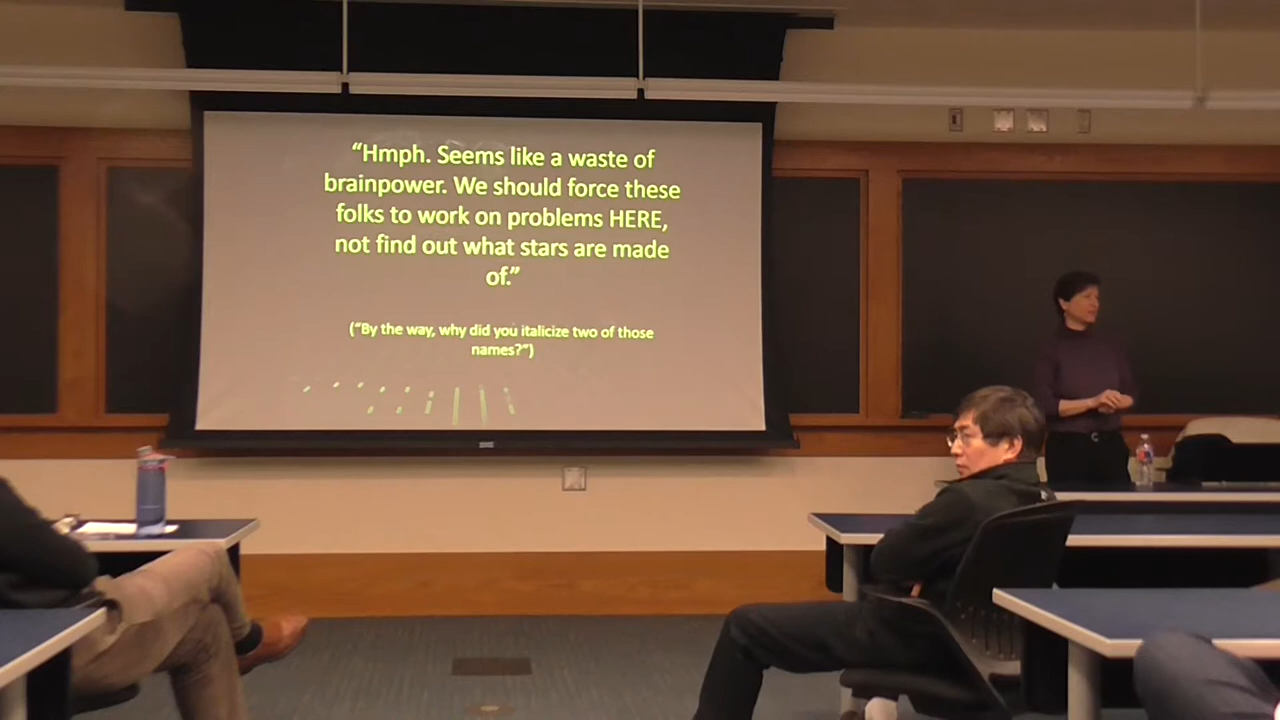 “Hmph. Seems like a waste of
brainpower. We should force these
folks to work on problems HERE,
not find out what stars are made
of.”
(“By the way, why did you italicize two of those
names?”)